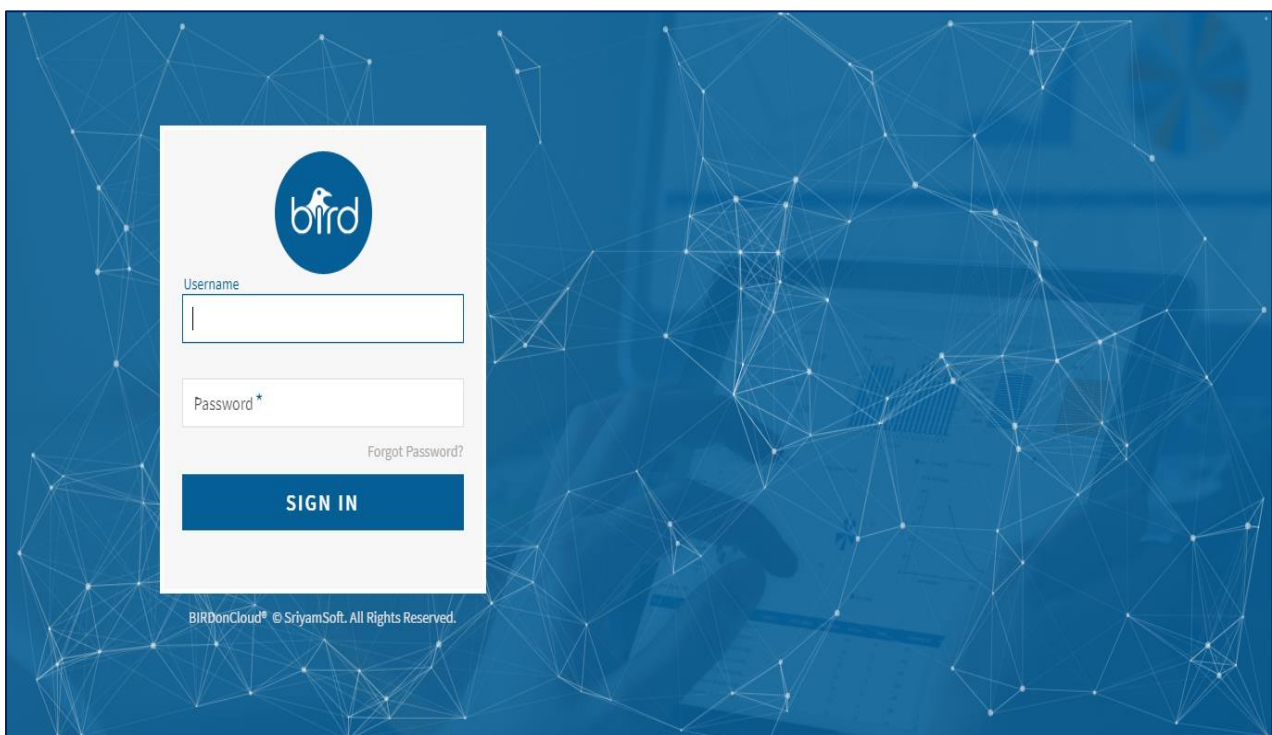 bird
Username
Password *
Forgot Password?
SIGN IN
BIRDonCloud® © SriyamSoft. All Rights Reserved.